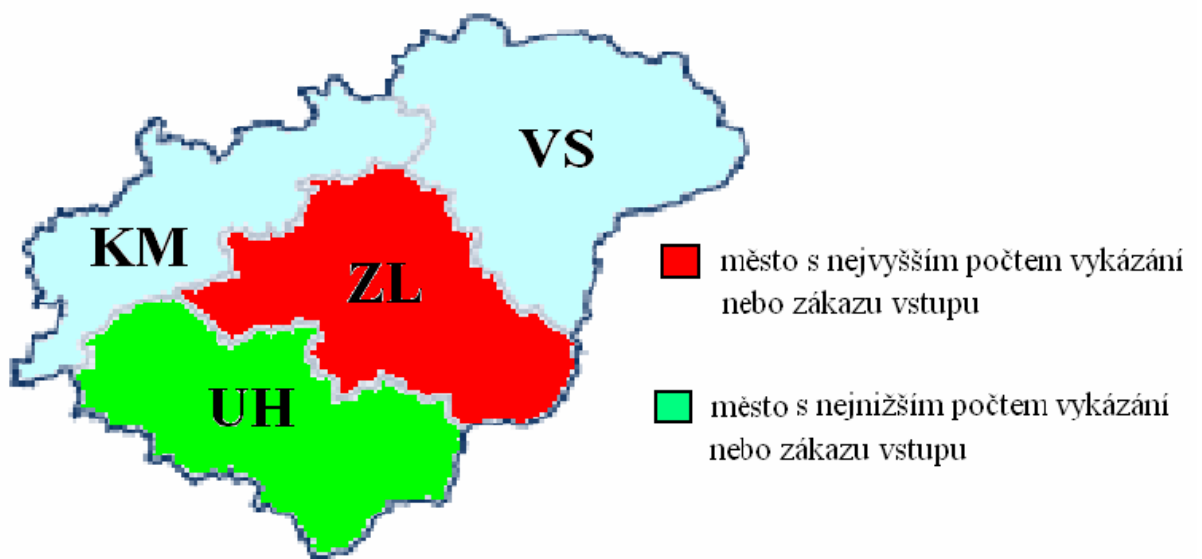 VS
KM
ZL
UH
město s nejvyšším počtem vykázání
nebo zákazu vstupu
město s nejnižším počtem vykázání
nebo zákazu vstupu